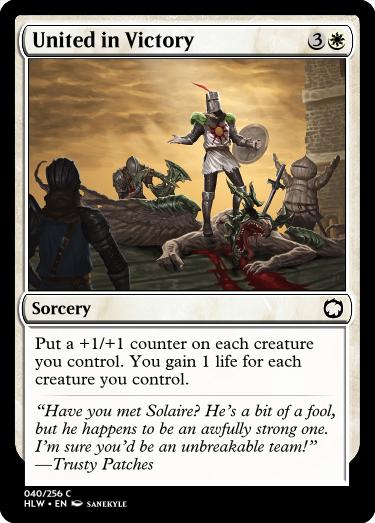 United in Victory 3
Sorcery
Put a +1/+1 counter on each creature
you control. You gain 1 life for each
creature you control.
“Have you met Solaire? He’s a bit of a fool,
but he happens to be an awfully strong one.
I’m sure you’d be an unbreakable team!”
—Trusty Patches
040/256 C
HLW • EN SANEKYLE